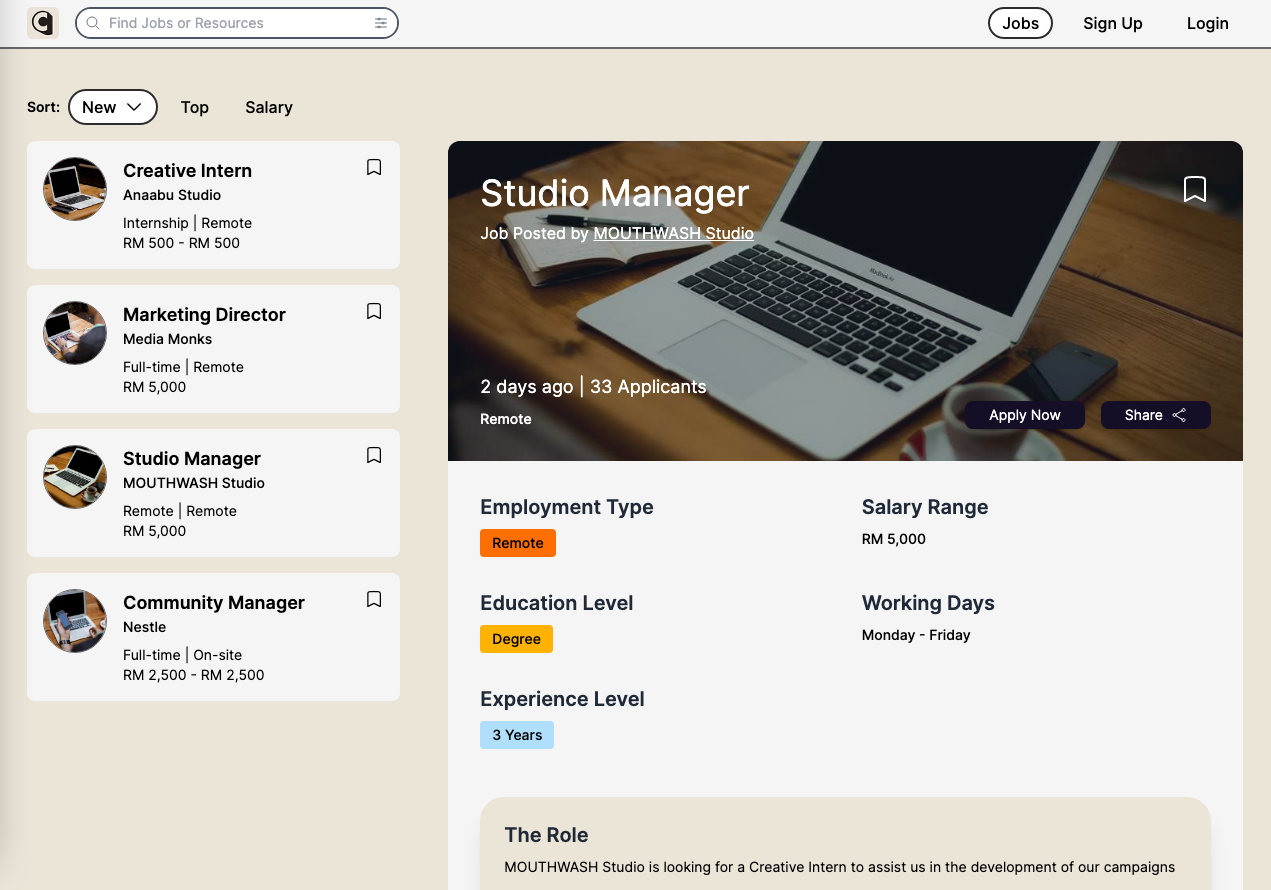 Find Jobs or Resources
Jobs
Sign Up
Login
Sort:
New
Top
Salary
Creative Intern
Anaabu Studio
Internship | Remote
RM 500 - RM 500
Marketing Director
Media Monks
Full-time | Remote
RM 5,000
Studio Manager
MOUTHWASH Studio
Remote | Remote
RM 5,000
Community Manager
Nestle
Full-time | On-site
RM 2,500 - RM 2,500
Studio Manager
Job Posted by MOUTHWASH Studio
2 days ago | 33 Applicants
Remote
Apply Now
Share
Employment Type
Remote
Salary Range
RM 5,000
Education Level
Degree
Working Days
Monday - Friday
Experience Level
3 Years
The Role
MOUTHWASH Studio is looking for a Creative Intern to assist us in the development of our campaigns